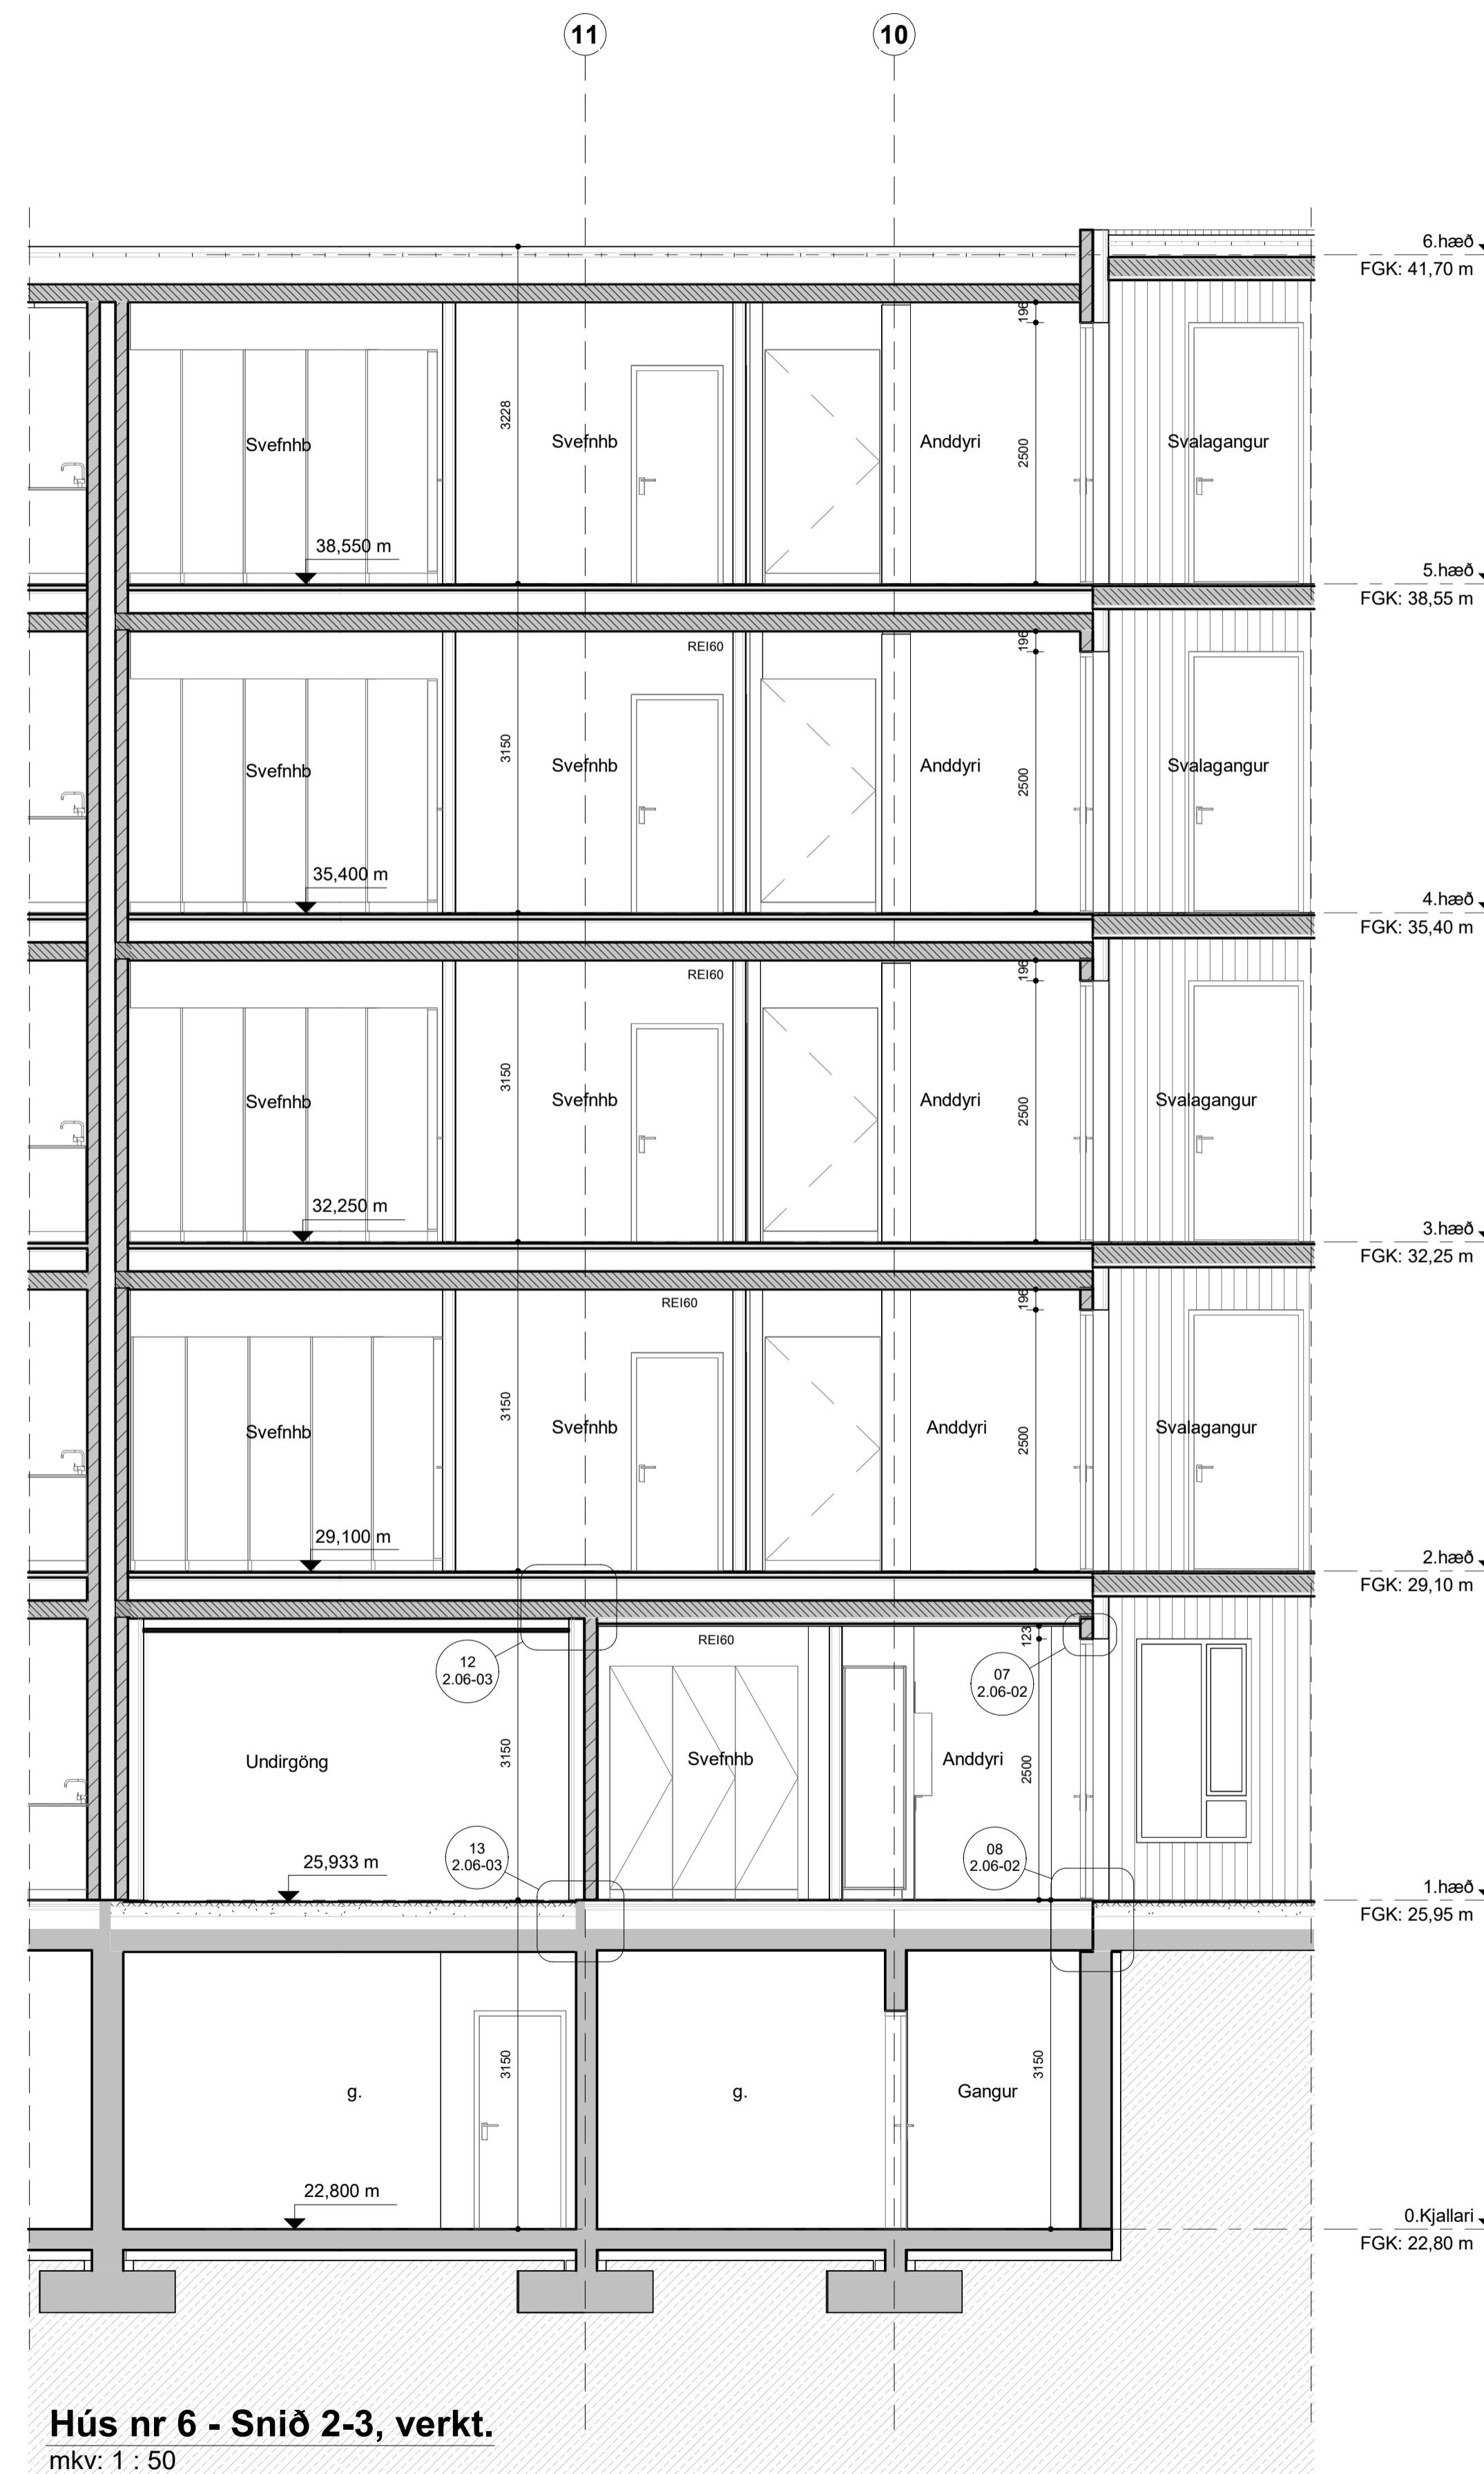 11
10
6.hæð
FGK: 41,70 m
196
3228
Svefnhb
Svefnhb
Anddyri
2500
Svalagangur
38,550 m
5.hæð
FGK: 38,55 m
196
REI60
3150
Svefnhb
Svefnhb
Anddyri
2500
Svalagangur
35,400 m
4.hæð
FGK: 35,40 m
196
REI60
3150
Svefnhb
Svefnhb
Anddyri
2500
Svalagangur
32,250 m
3.hæð
FGK: 32,25 m
196
REI60
3150
Svefnhb
Svefnhb
Anddyri
2500
Svalagangur
29,100 m
2.hæð
FGK: 29,10 m
123
REI60
12
2.06-03
07
2.06-02
3150
Undirgöng
Svefnhb
Anddyri
2500
25,933 m
13
2.06-03
08
2.06-02
1.hæð
FGK: 25,95 m
3150
3150
g.
g.
Gangur
22,800 m
0.Kjallari
FGK: 22,80 m
Hús nr 6 - Snið 2-3, verkt.
mkv: 1 : 50